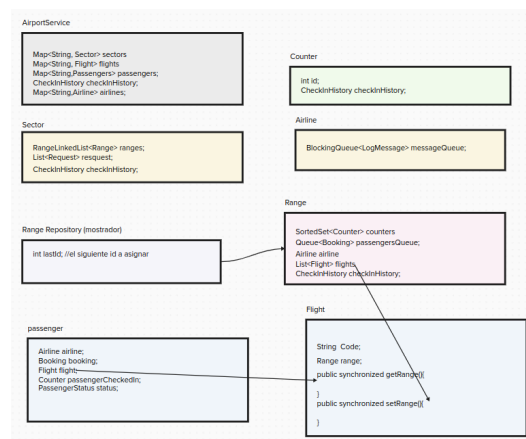 AirportService
Map<String, Sector> sectors
Map<String, Flight> flights
Map<String,Passengers> passengers;
CheckInHistory checkInHistory;
Map<String,Airline> airlines;
Counter
int id;
CheckInHistory checkInHistory;
Sector
RangeLinkedList<Range> ranges;
List<Request> resquest;
CheckInHistory checkInHistory;
Airline
BlockingQueue<LogMessage> messageQueue;
Range Repository (mostrador)
int lastId; //el siguiente id a asignar
Range
SortedSet<Counter> counters
Queue<Booking> passengersQueue;
Airline airline
List<Flight> flights
CheckInHistory checkInHistory;
passenger
Airline airline;
Booking booking;
Flight flight;
Counter passengerCheckedIn;
PassengerStatus status;
Flight
String Code;
Range range;
public synchronized getRange(){
}
public synchronized setRange(){
}